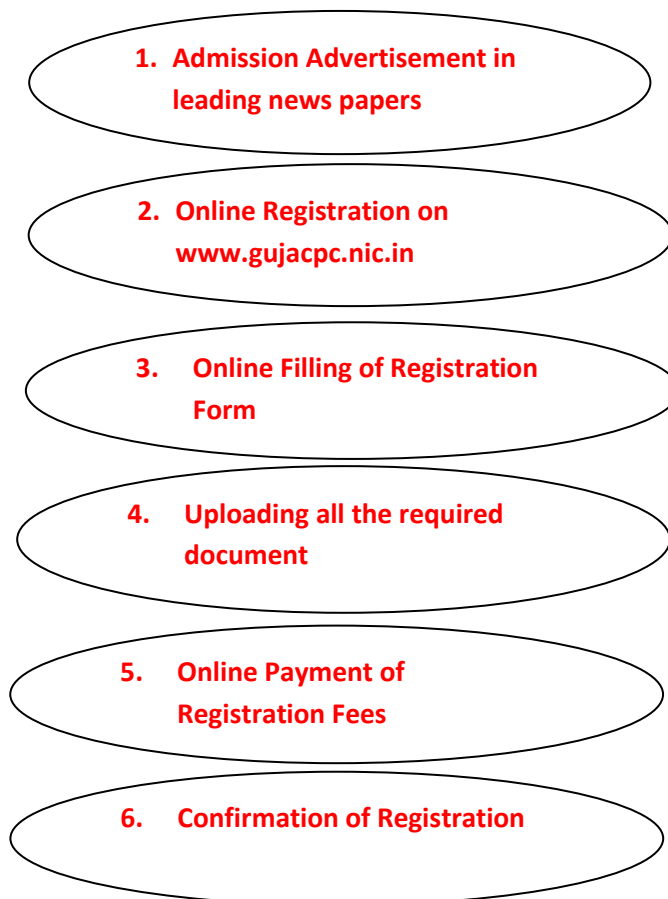 1. Admission Advertisement in
leading news papers
2. Online Registration on
www.gujacpc.nic.in
3. Online Filling of Registration
Form
4. Uploading all the required
document
5. Online Payment of
Registration Fees
6. Confirmation of Registration